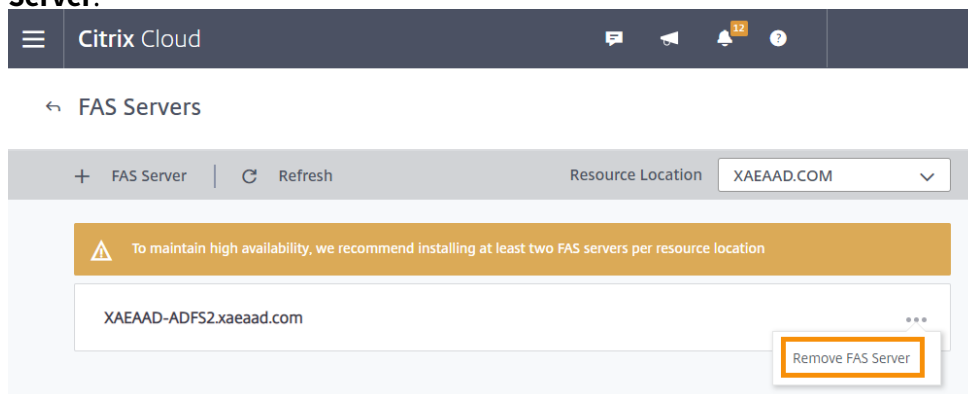 Server.
Citrix Cloud 12 ?
FAS Servers
+ FAS Server Refresh Resource Location XAEAAD.COM
To maintain high availability, we recommend installing at least two FAS servers per resource location
XAEAAD-ADFS2.xaeaad.com
Remove FAS Server